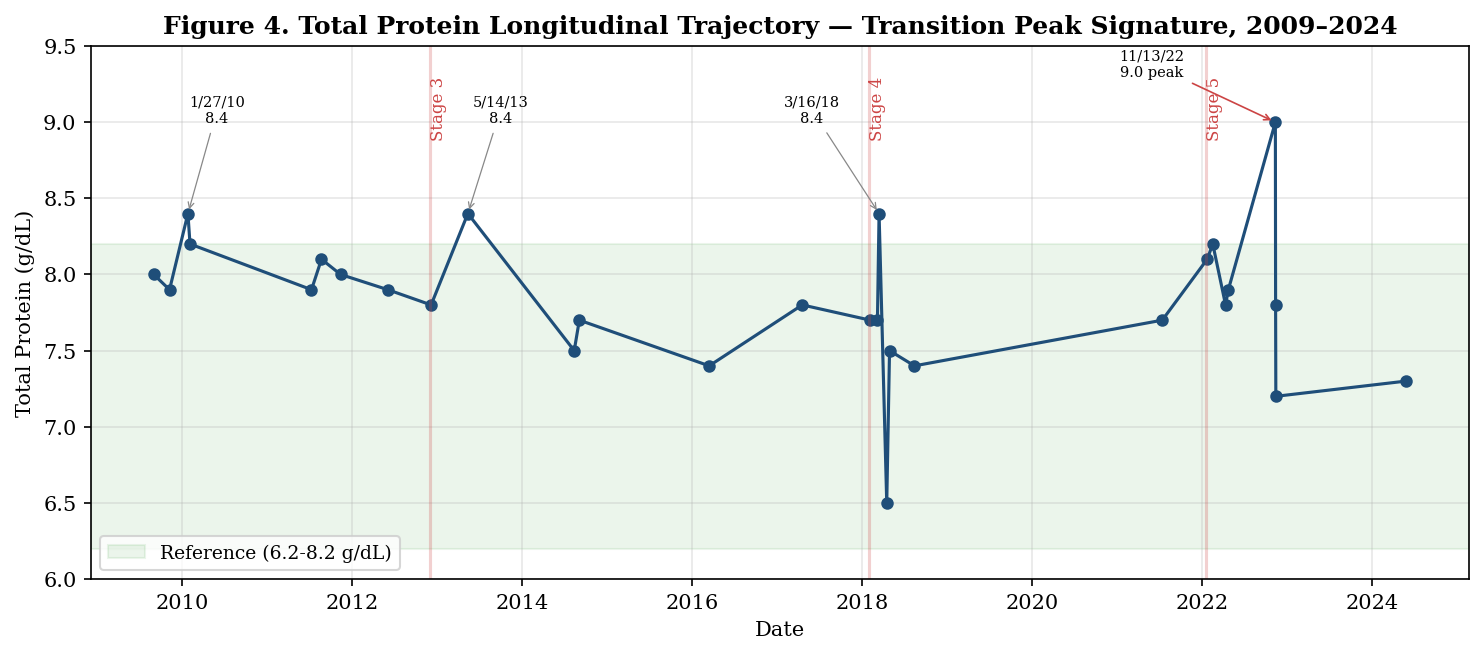 Figure 4. Total Protein Longitudinal Trajectory — Transition Peak Signature, 2009–2024
Total Protein (g/dL)
9.5
9.0
8.5
8.0
7.5
7.0
6.5
6.0
1/27/10
8.4
Stage 3
5/14/13
8.4
3/16/18
8.4
Stage 4
11/13/22
9.0 peak
Stage 5
Reference (6.2-8.2 g/dL)
2010
2012
2014
2016
2018
2020
2022
2024
Date